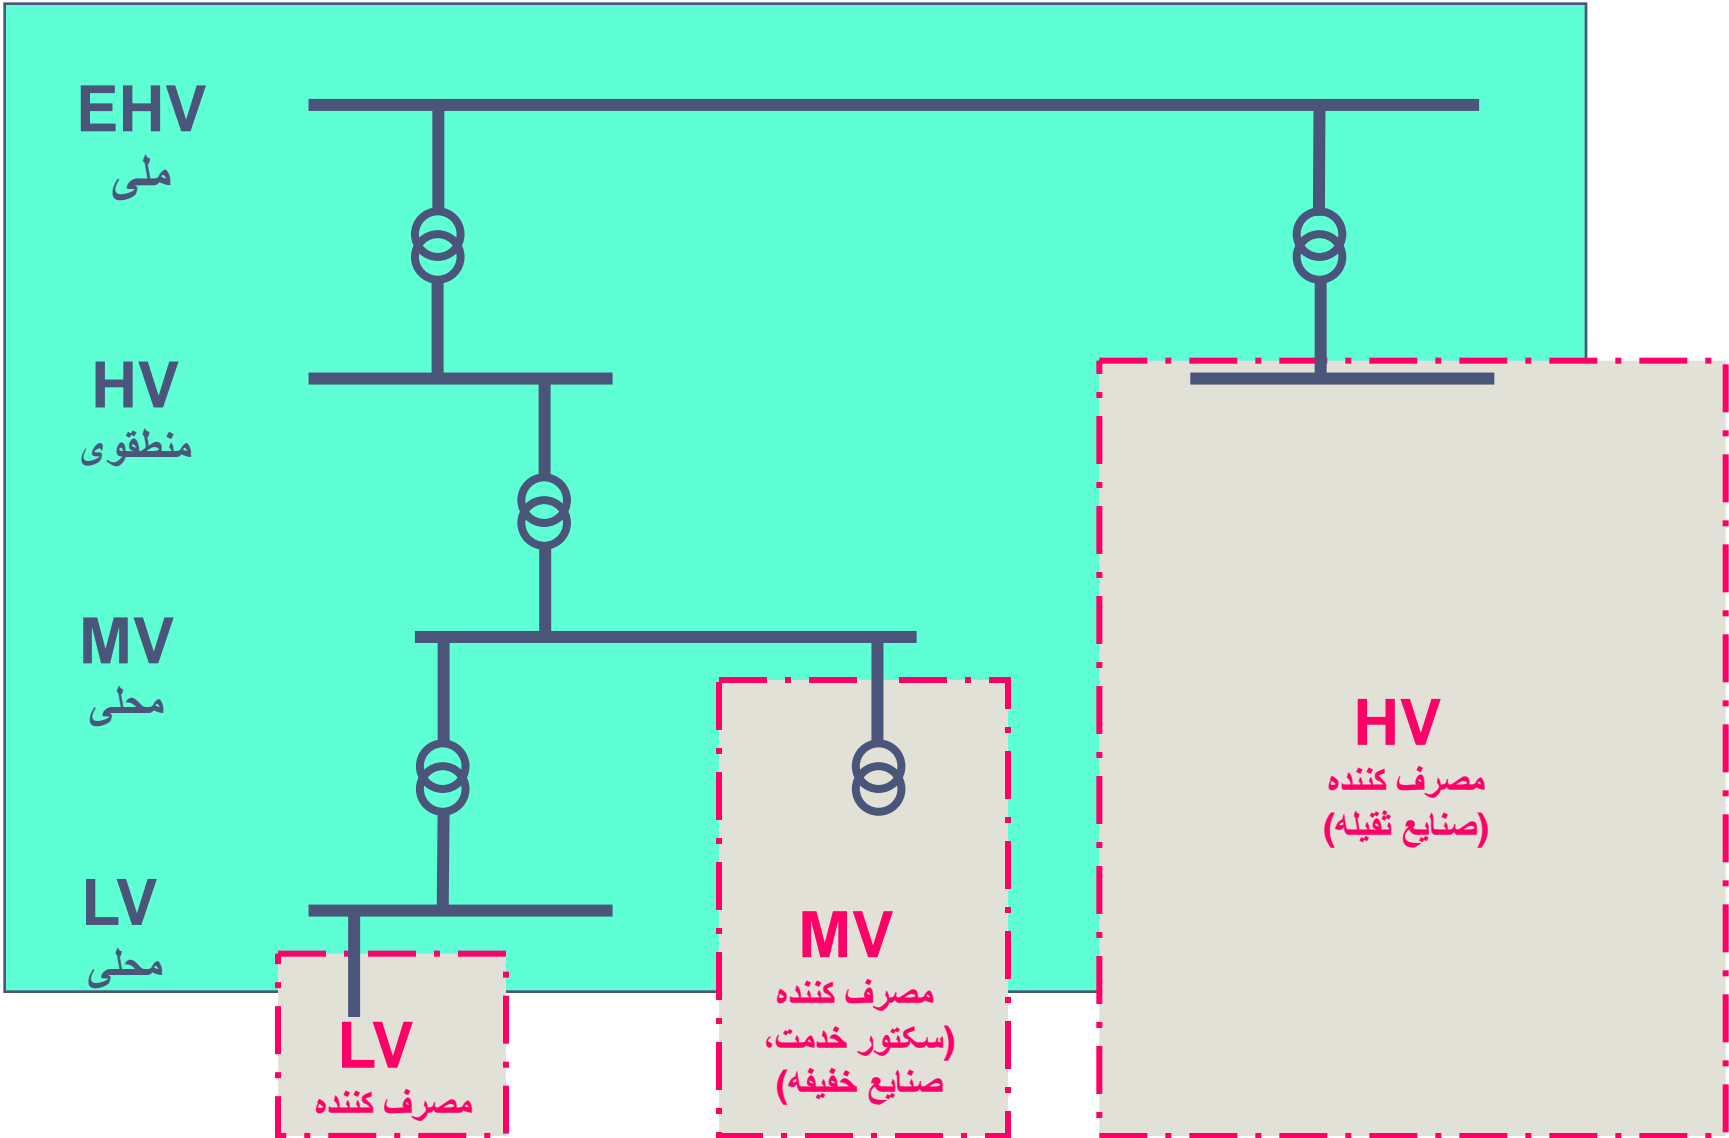 EHV
ملی
HV
منطقوی
MV
محلی
LV
محلی
LV
مصرف کننده
MV
مصرف کننده
(سکتور خدمت،
صنایع خفیفه)
HV
مصرف کننده
(صنایع ثقیله)